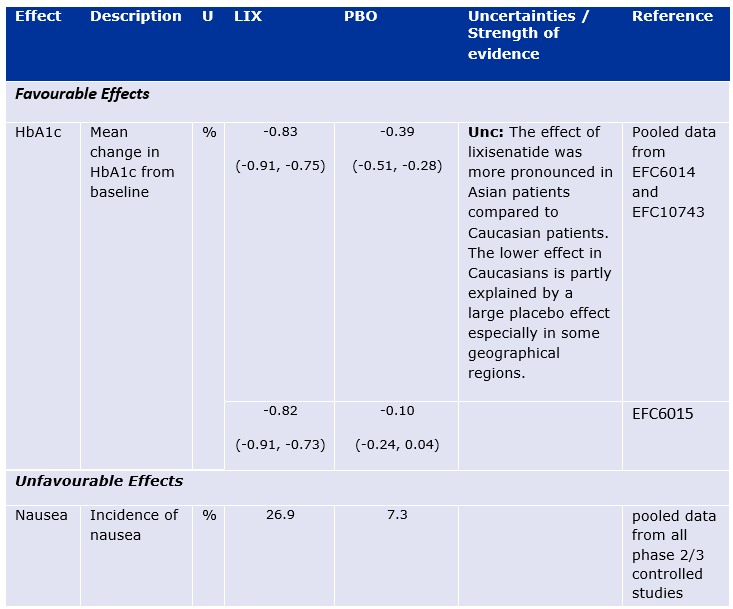 Effect Description U LIX PBO Uncertainties / Reference
Strength of
evidence
Favourable Effects
HbA1c
Mean
change in
HbA1c from
baseline
%
-0.83
(-0.91, -0.75)
-0.39
(-0.51, -0.28)
Unc: The effect of
lixisenatide was
more pronounced in
Asian patients
compared to
Caucasian patients.
The lower effect in
Caucasians is partly
explained by a
large placebo effect
especially in some
geographical
regions.
Pooled data
from
EFC6014
and
EFC10743
-0.82
(-0.91, -0.73)
-0.10
(-0.24, 0.04)
EFC6015
Unfavourable Effects
Nausea
Incidence of
nausea
%
26.9
7.3
pooled data
from all
phase 2/3
controlled
studies